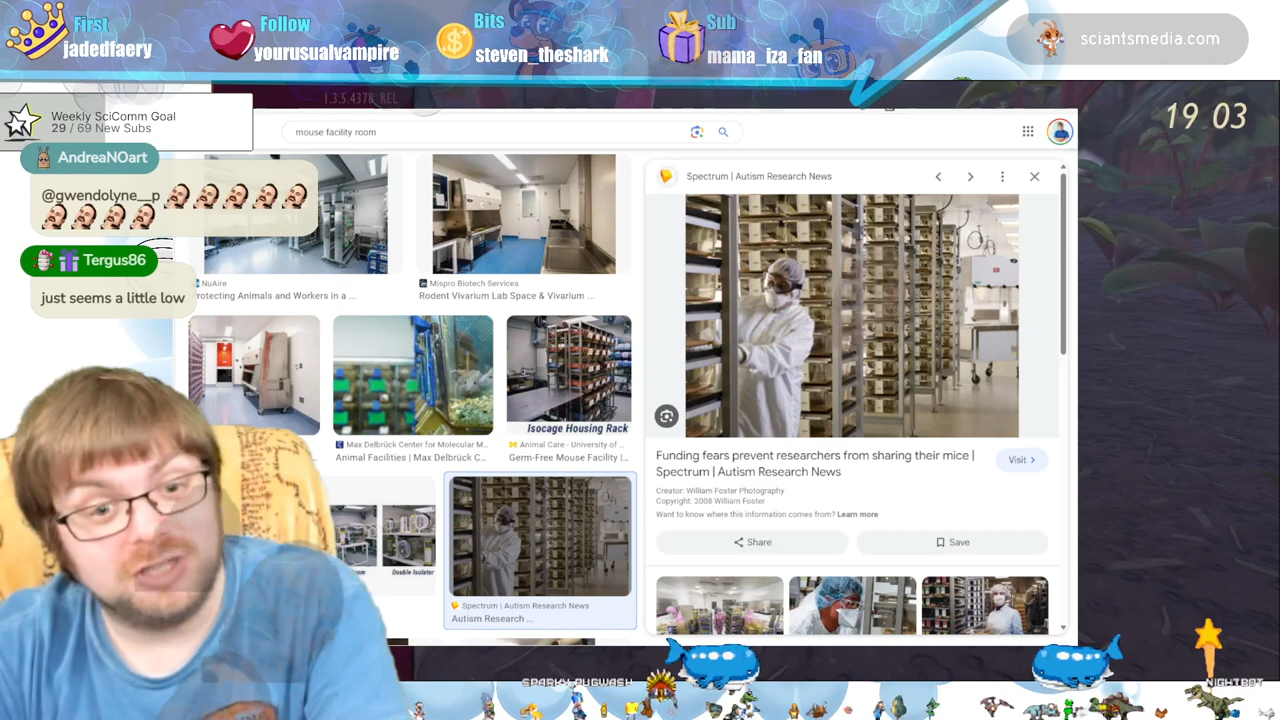 First
jadedfaery
Follow
yourusualvampire
Bits
steven_theshark
Sub
mama_iza_fan
sciantsmedia.com
1.3.5.4378_REL
19 03
Weekly SciComm Goal
29 / 69 New Subs
AndreaNOart
@gwendolyne__p
Tergus86
just seems a little low
mouse facility room
NuAire
rotecting Animals and Workers in a ...
Mispro Biotech Services
Rodent Vivarium Lab Space & Vivarium ...
Isocage Housing Rack
Max Delbrück Center for Molecular M...
Animal Facilities | Max Delbrück C...
Animal Care - University of ...
Germ-Free Mouse Facility |...
Double Isolator
Spectrum | Autism Research News
Autism Research ...
Spectrum | Autism Research News
Funding fears prevent researchers from sharing their mice |
Spectrum | Autism Research News
Visit
Creator: William Foster Photography
Copyright: 2008 William Foster
Want to know where this information comes from? Learn more
Share
Save
SPARKY_PUGWASH
NIGHTBOT